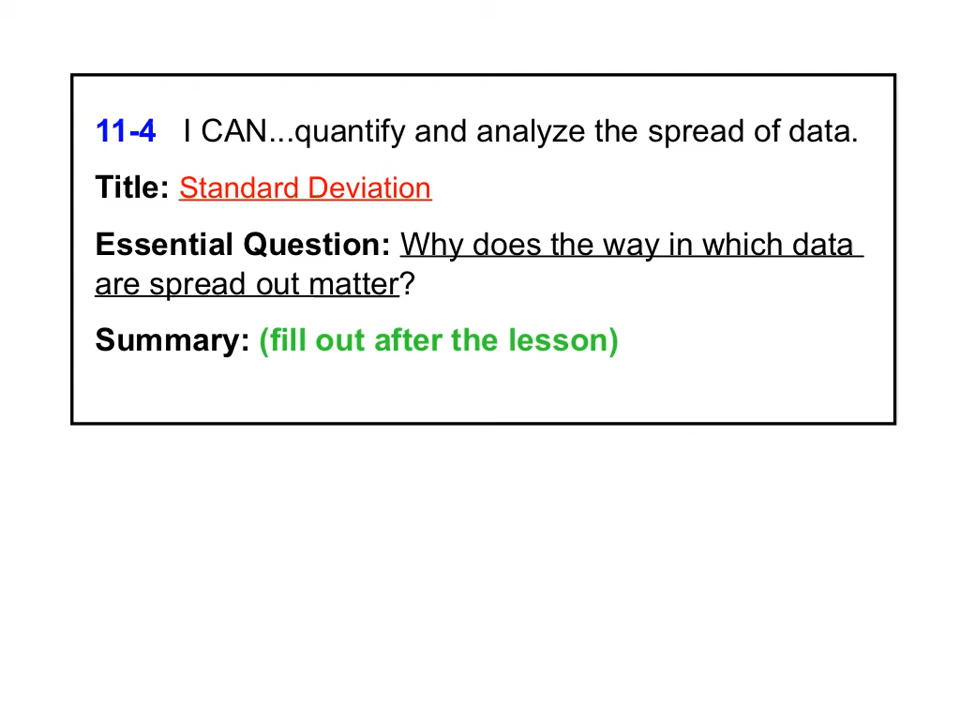 11-4 I CAN...quantify and analyze the spread of data.
Title: Standard Deviation
Essential Question: Why does the way in which data
are spread out matter?
Summary: (fill out after the lesson)